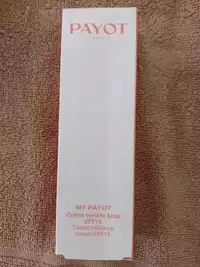 PAYOT
PARIS
MY PAYOT
Crème teintée éclat
SPF15
Tinted radiance
cream SPF15